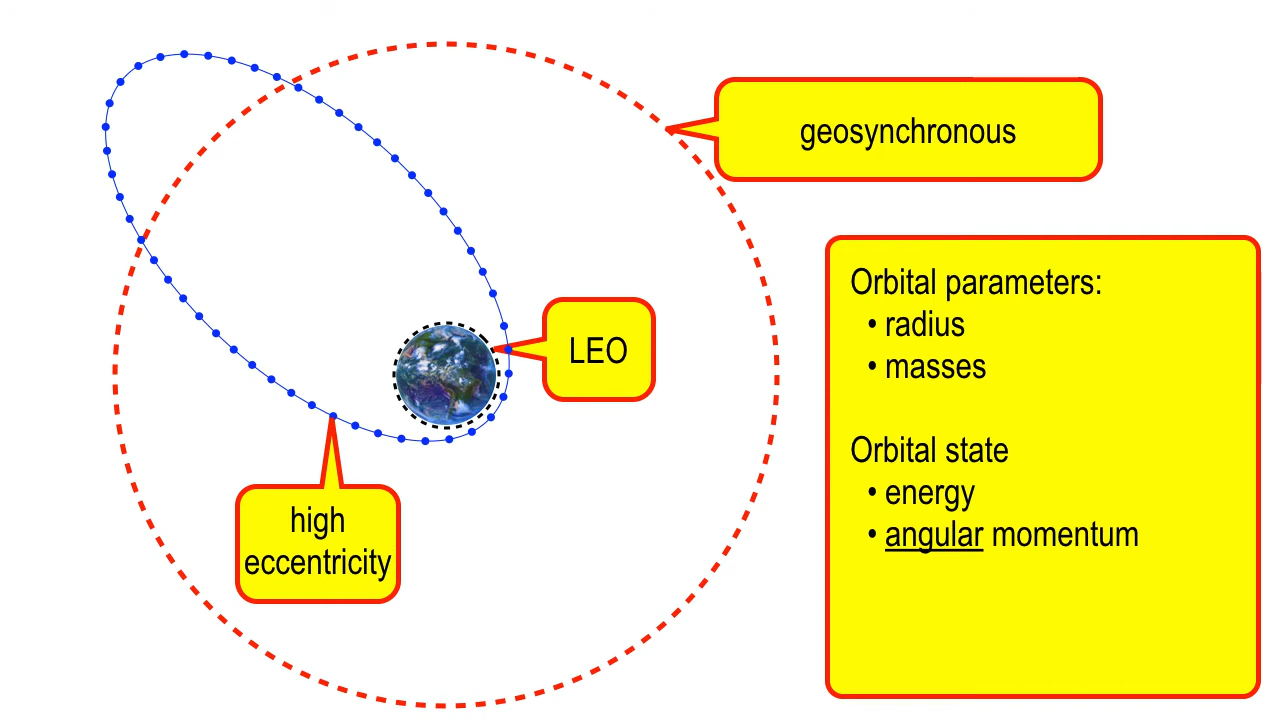 geosynchronous
LEO
high
eccentricity
Orbital parameters:
• radius
• masses
Orbital state
• energy
• angular momentum